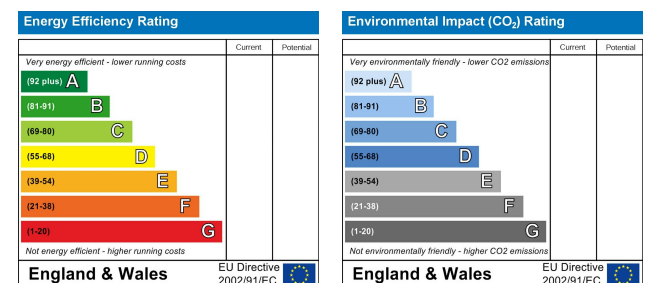 Energy Efficiency Rating
Current Potential
Very energy efficient - lower running costs
(92 plus) A
(81-91) B
(69-80) C
(55-68) D
(39-54) E
(21-38) F
(1-20) G
Not energy efficient - higher running costs
England & Wales
EU Directive
2002/91/EC
Environmental Impact (CO₂) Rating
Current Potential
Very environmentally friendly - lower CO2 emissions
(92 plus) A
(81-91) B
(69-80) C
(55-68) D
(39-54) E
(21-38) F
(1-20) G
Not environmentally friendly - higher CO2 emissions
England & Wales
EU Directive
2002/91/EC